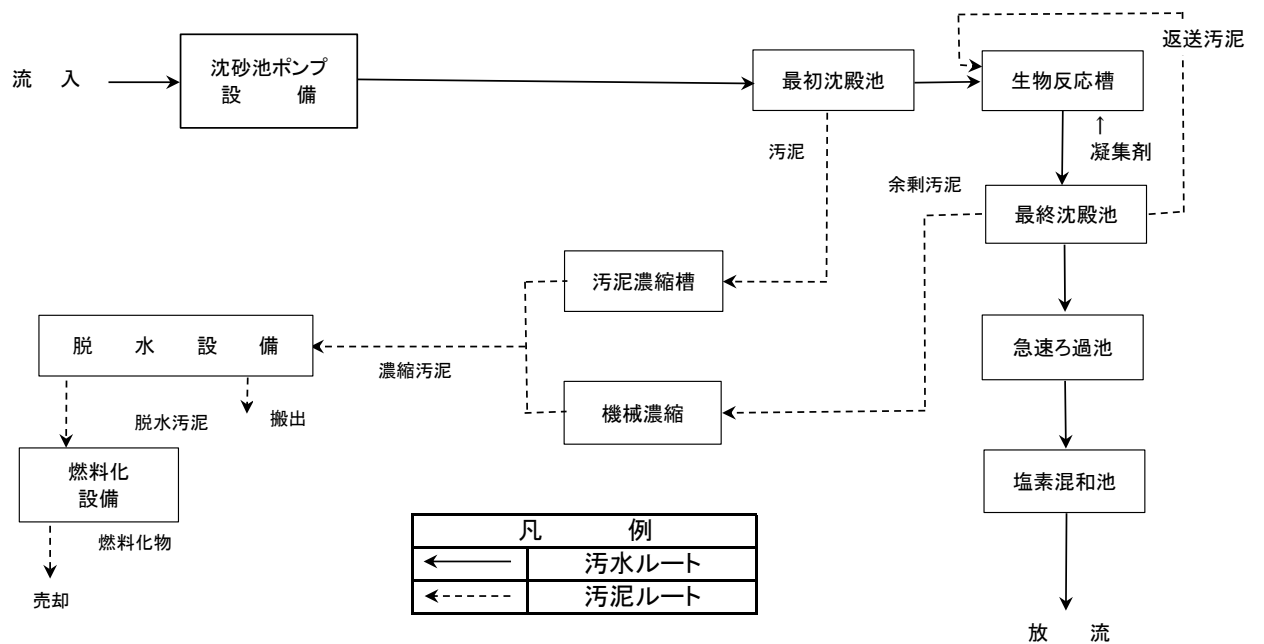 返送汚泥
流　入
沈砂池ポンプ
設　　備
最初沈殿池
生物反応槽
↑
凝集剤
汚泥
余剰汚泥
最終沈殿池
汚泥濃縮槽
脱　水　設　備
濃縮汚泥
急速ろ過池
機械濃縮
脱水汚泥
搬出
燃料化
設備
塩素混和池
燃料化物
売却
凡　　例
汚水ルート
汚泥ルート
放　流